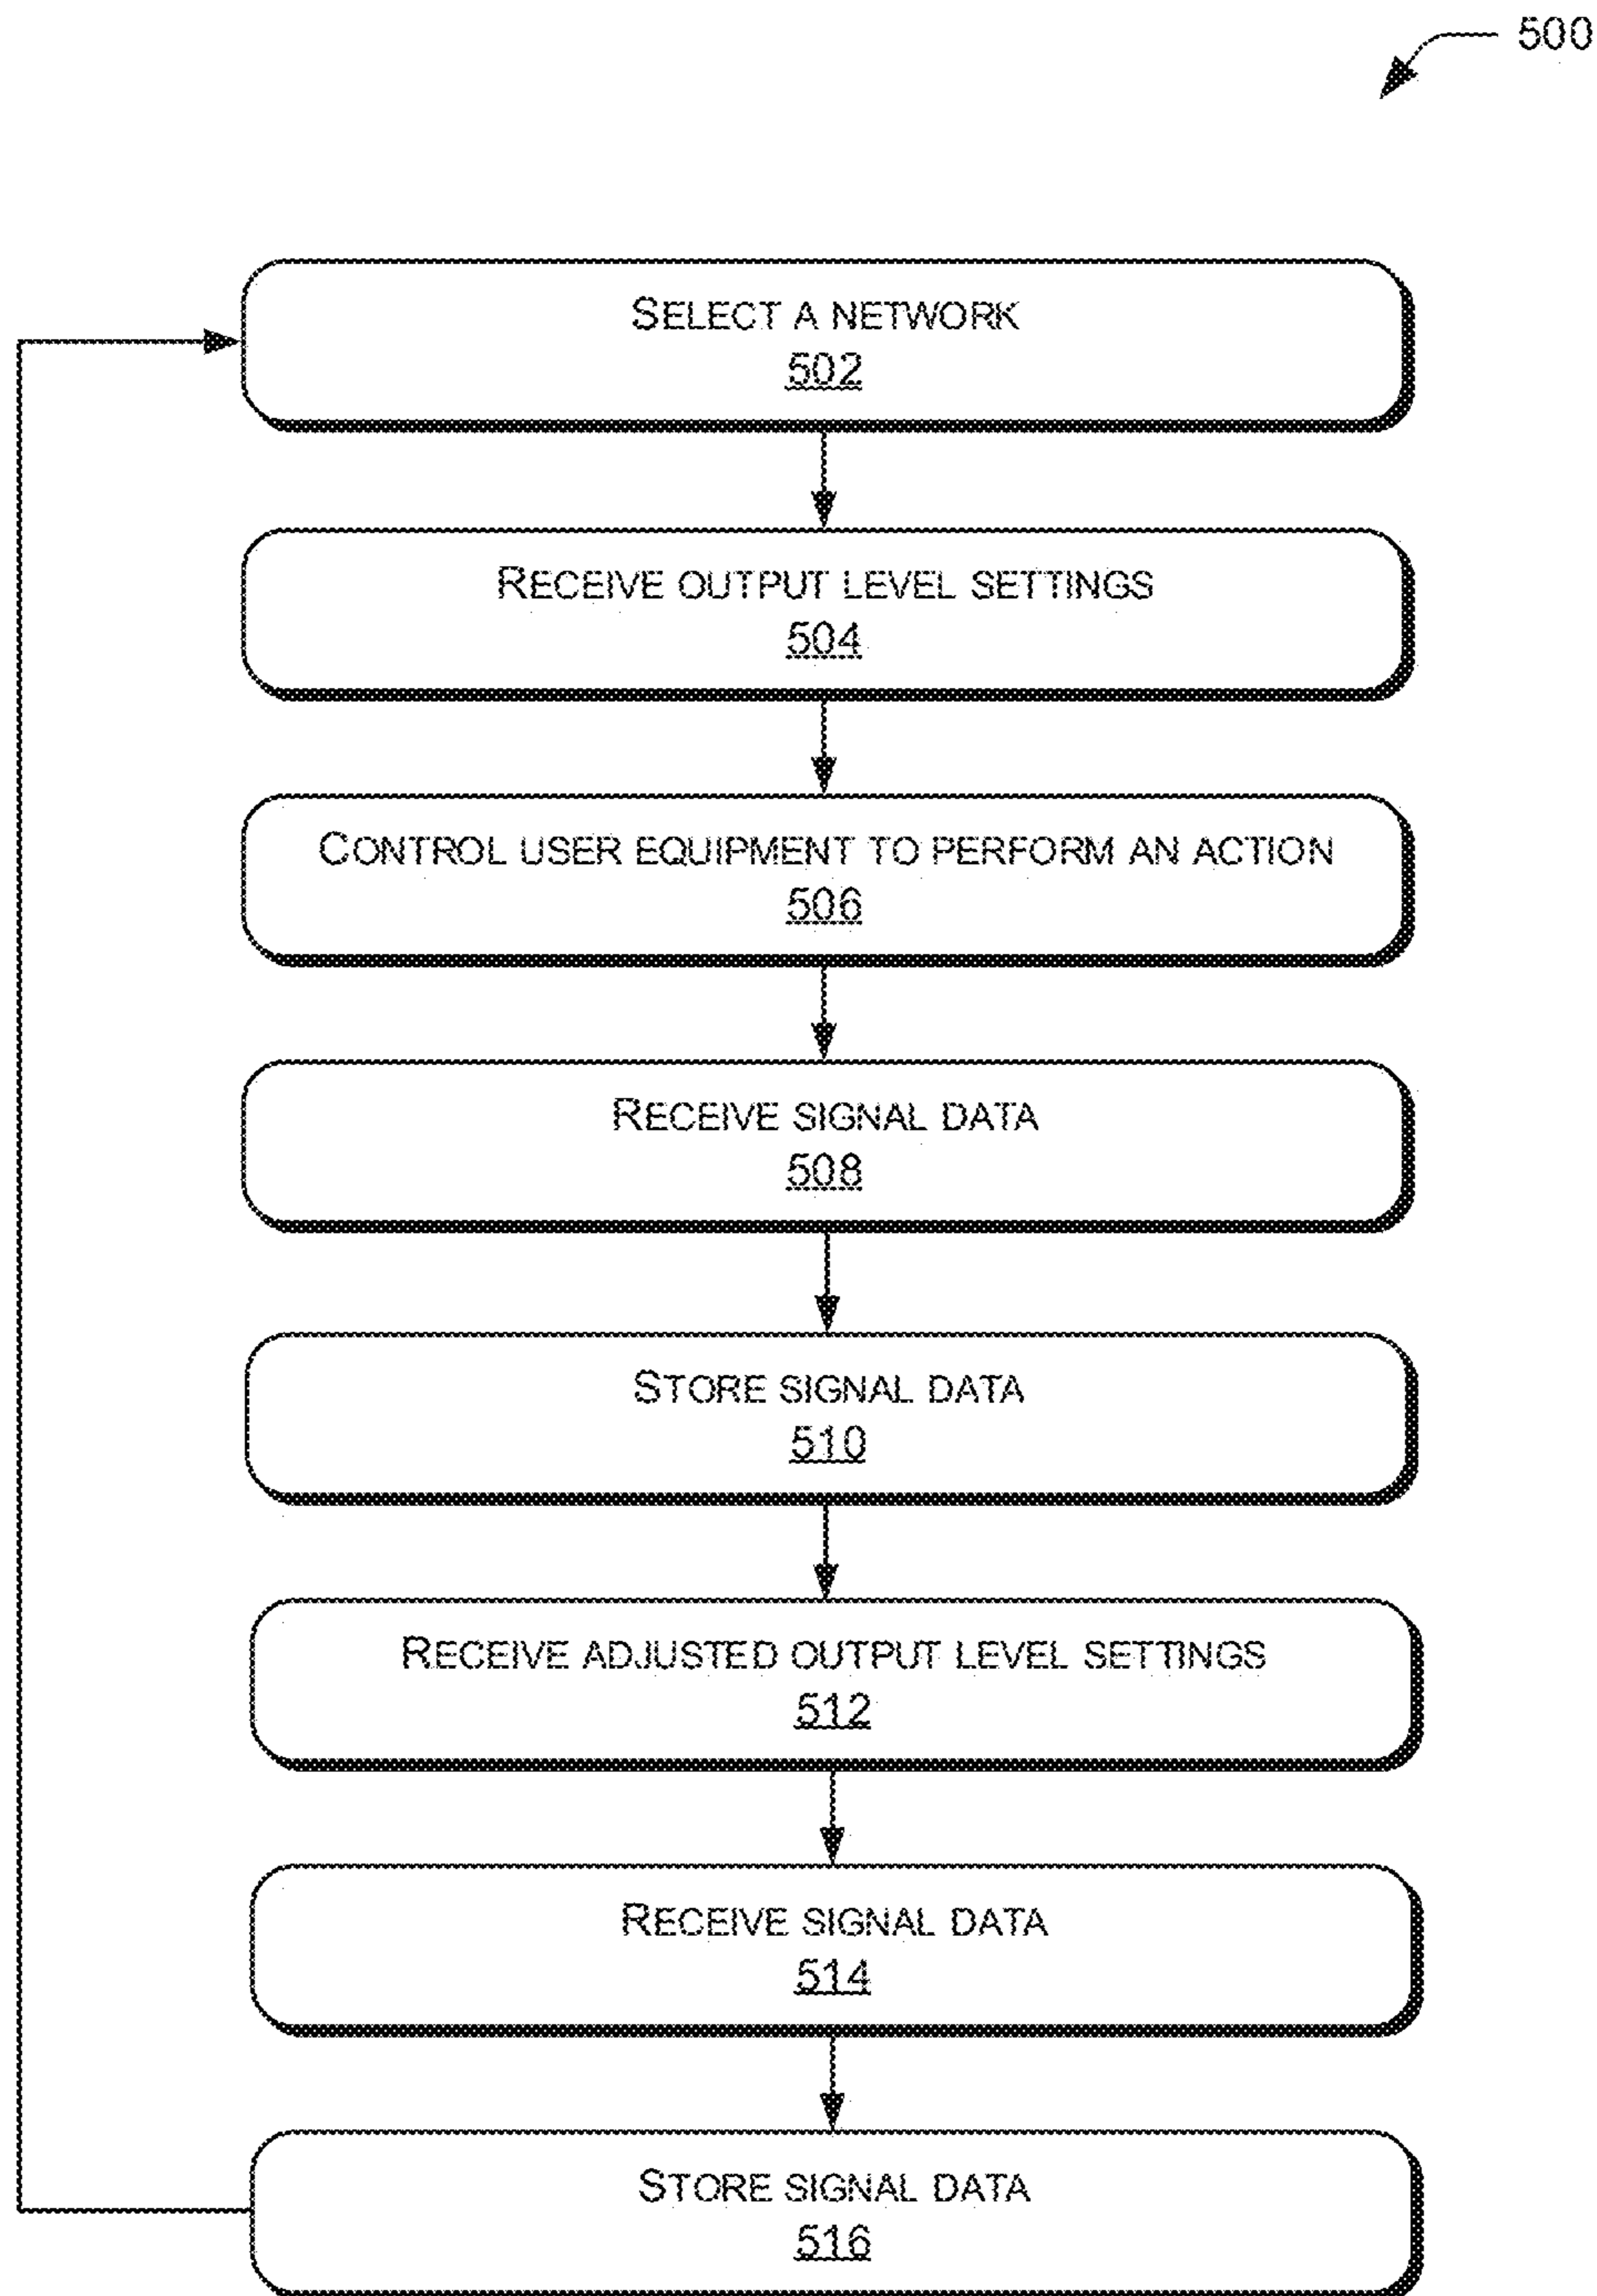 500
SELECT A NETWORK
502
RECEIVE OUTPUT LEVEL SETTINGS
504
CONTROL USER EQUIPMENT TO PERFORM AN ACTION
506
RECEIVE SIGNAL DATA
508
STORE SIGNAL DATA
510
RECEIVE ADJUSTED OUTPUT LEVEL SETTINGS
512
RECEIVE SIGNAL DATA
514
STORE SIGNAL DATA
516